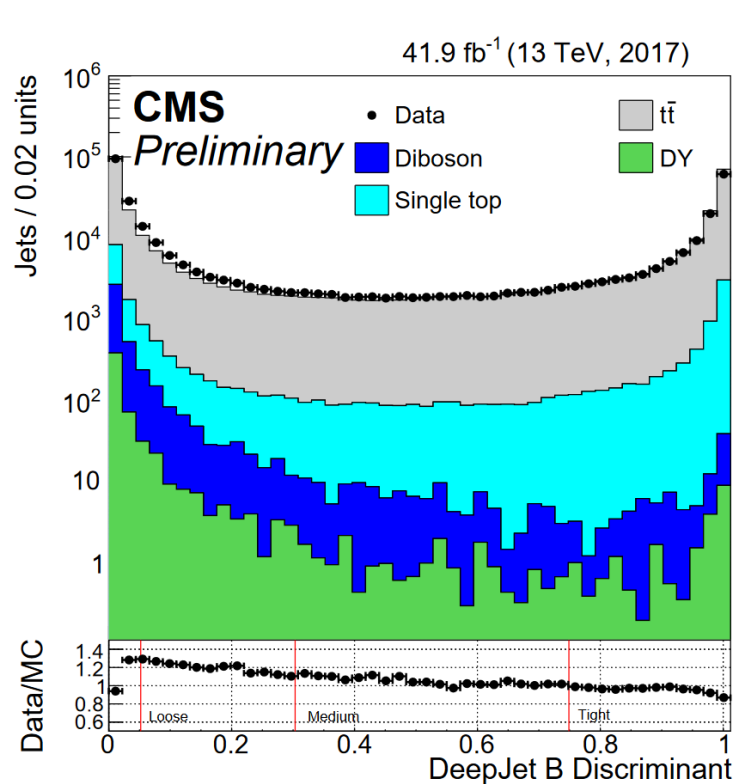 41.9 fb⁻¹ (13 TeV, 2017)
Jets / 0.02 units
10⁶
10⁵
10⁴
10³
10²
10
1
CMS
Preliminary
Data
tt̄
Diboson
DY
Single top
Data/MC
1.4
1.2
1
0.8
0.6
Loose
Medium
Tight
0 0.2 0.4 0.6 0.8 1
DeepJet B Discriminant